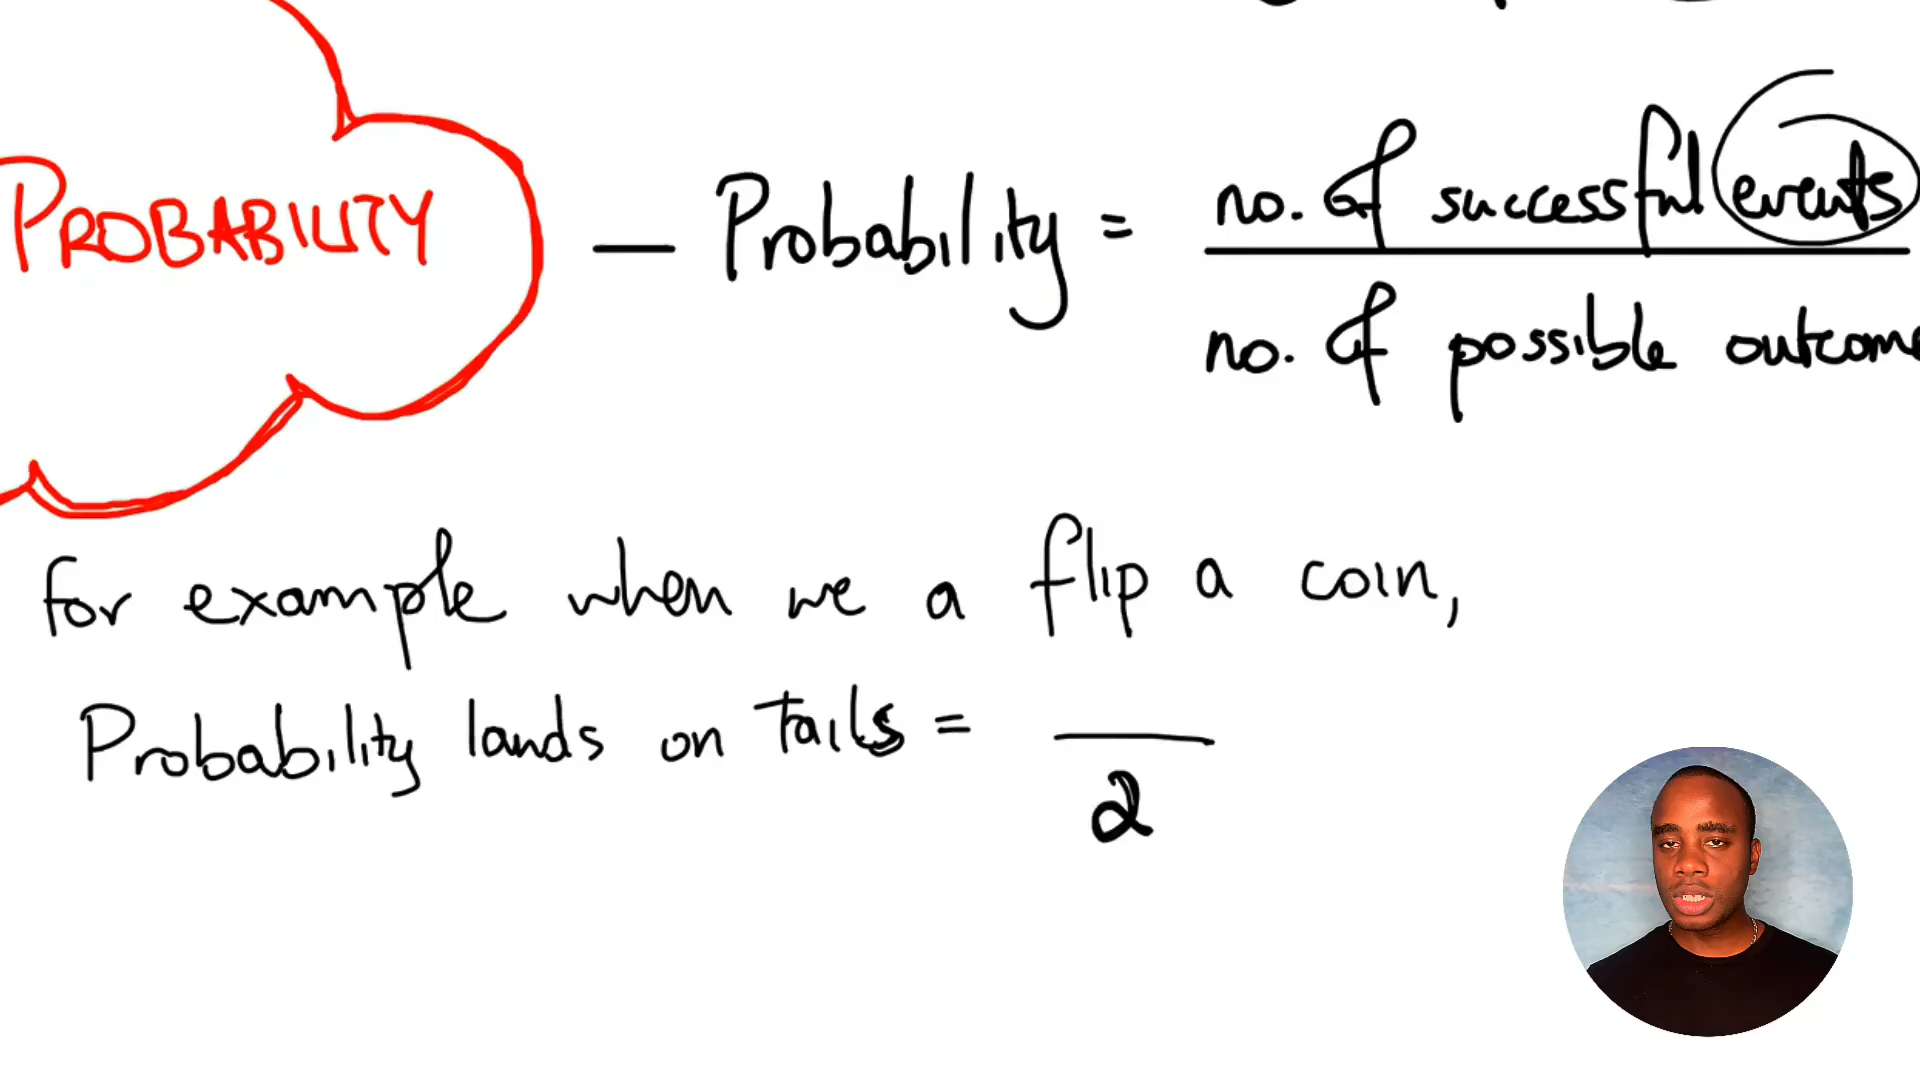 PROBABILITY
— Probability =
no. of successful events
no. of possible outcome
for example when we a flip a coin,
Probability lands on Tails =
2